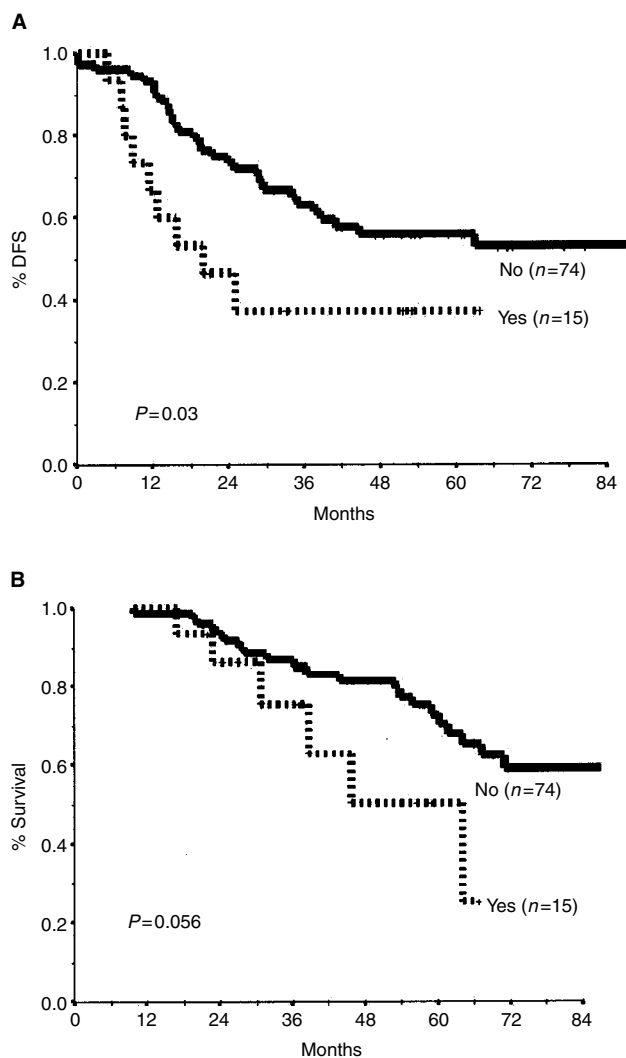 A
1.0
0.8
0.6
0.4
0.2
0.0
% DFS
No (n=74)
Yes (n=15)
P=0.03
0 12 24 36 48 60 72 84
Months
B
1.0
0.8
0.6
0.4
0.2
0.0
% Survival
No (n=74)
Yes (n=15)
P=0.056
0 12 24 36 48 60 72 84
Months